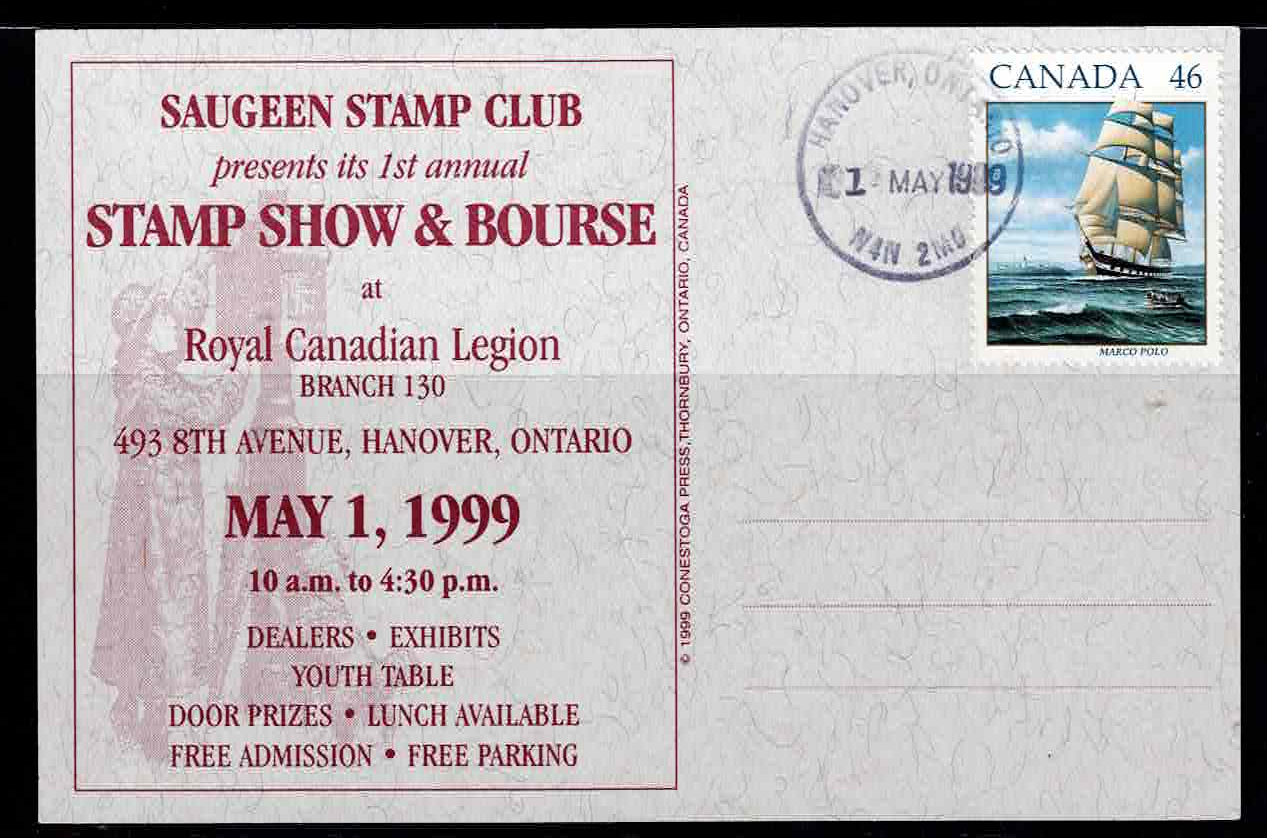 SAUGEEN STAMP CLUB
presents its 1st annual
STAMP SHOW & BOURSE
at
Royal Canadian Legion
BRANCH 130
493 8TH AVENUE, HANOVER, ONTARIO
MAY 1, 1999
10 a.m. to 4:30 p.m.
DEALERS • EXHIBITS
YOUTH TABLE
DOOR PRIZES • LUNCH AVAILABLE
FREE ADMISSION • FREE PARKING
© 1999 CONESTOGA PRESS, THORNBURY, ONTARIO, CANADA
HANOVER, ONTARIO
1 MAY 1999
N4N 2M0
CANADA 46
MARCO POLO